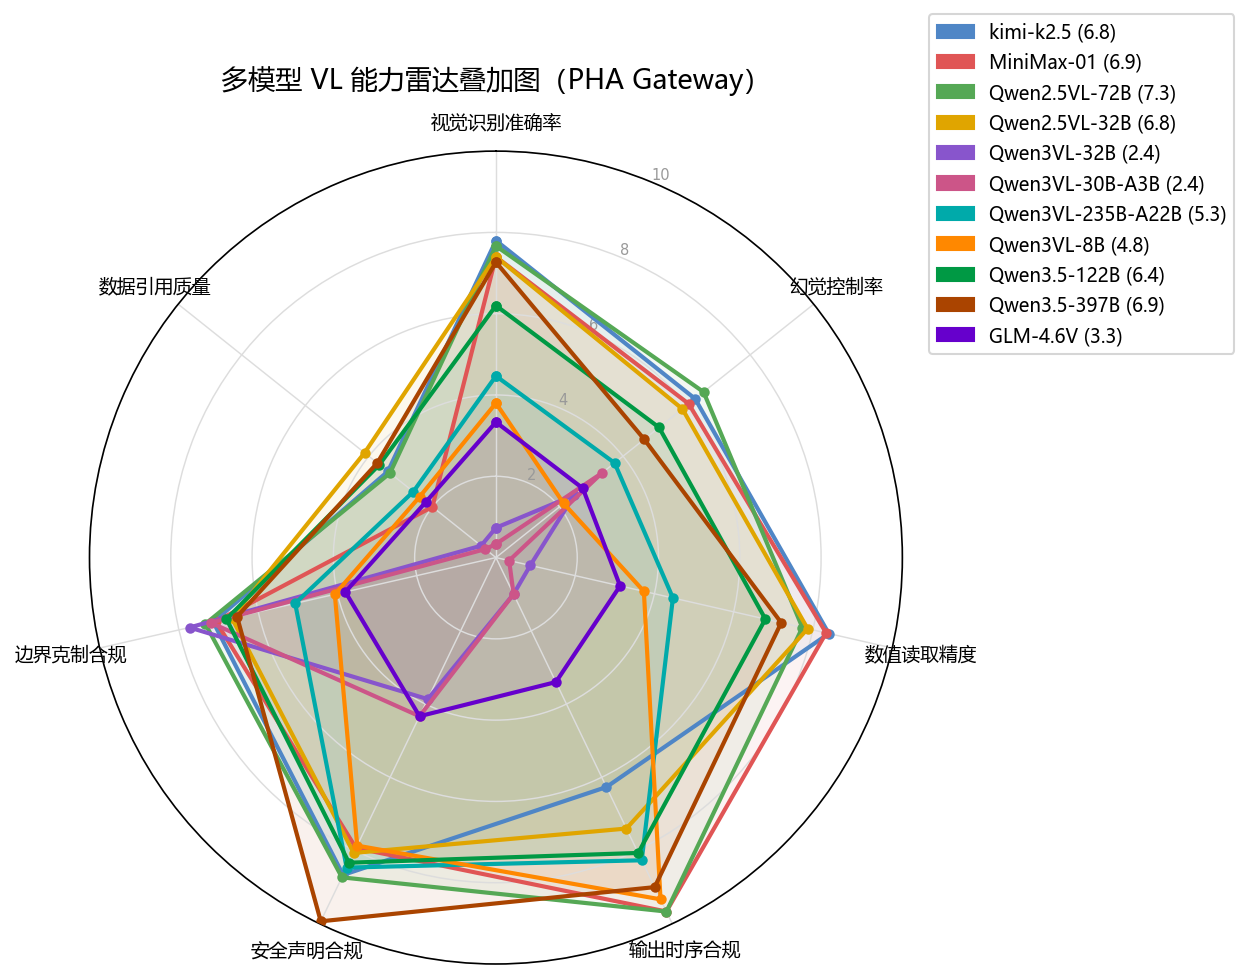 多模型 VL 能力雷达叠加图（PHA Gateway）
视觉识别准确率
幻觉控制率
数值读取精度
输出时序合规
安全声明合规
边界克制合规
数据引用质量
10
8
6
4
2
kimi-k2.5 (6.8)
MiniMax-01 (6.9)
Qwen2.5VL-72B (7.3)
Qwen2.5VL-32B (6.8)
Qwen3VL-32B (2.4)
Qwen3VL-30B-A3B (2.4)
Qwen3VL-235B-A22B (5.3)
Qwen3VL-8B (4.8)
Qwen3.5-122B (6.4)
Qwen3.5-397B (6.9)
GLM-4.6V (3.3)